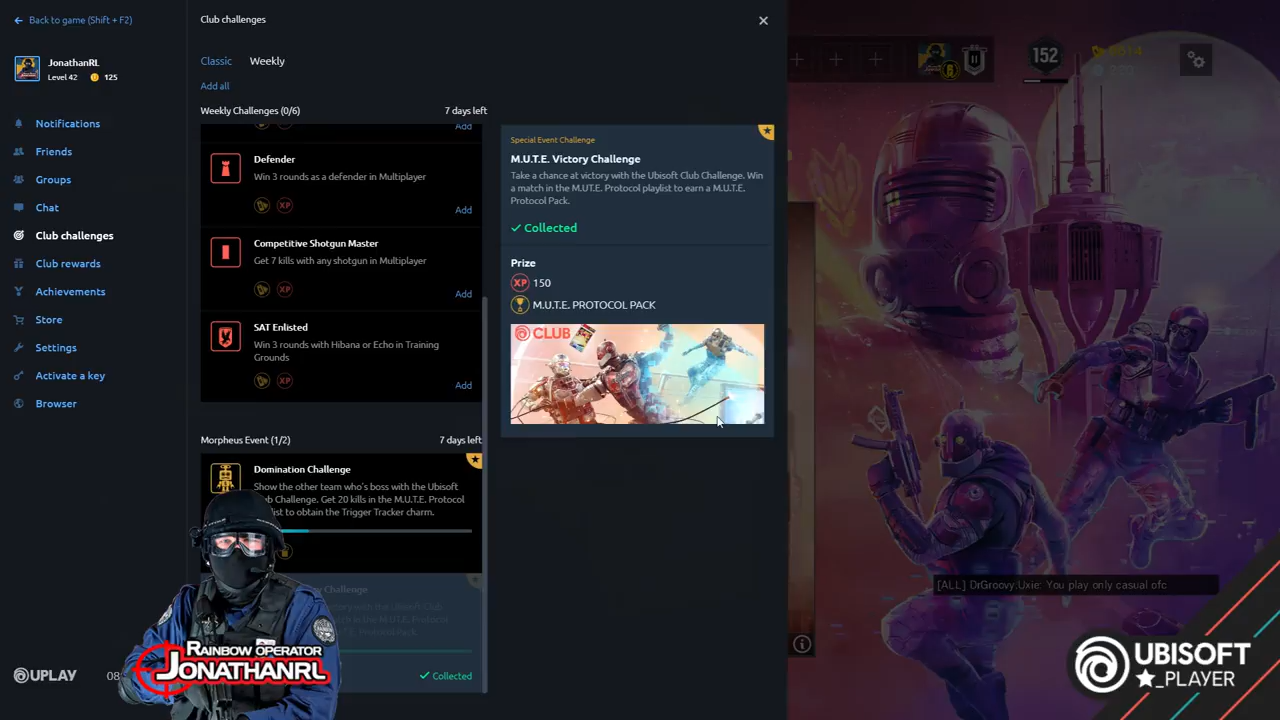 Back to game (Shift + F2)
JonathanRL
Level 42
125
Notifications
Friends
Groups
Chat
Club challenges
Club rewards
Achievements
Store
Settings
Activate a key
Browser
UPLAY
08
Club challenges
Classic
Weekly
Add all
Weekly Challenges (0/6)
7 days left
Add
Defender
Win 3 rounds as a defender in Multiplayer
XP
Add
Competitive Shotgun Master
Get 7 kills with any shotgun in Multiplayer
XP
Add
SAT Enlisted
Win 3 rounds with Hibana or Echo in Training
Grounds
XP
Add
Morpheus Event (1/2)
7 days left
Domination Challenge
Show the other team who's boss with the Ubisoft
Challenge. Get 20 kills in the M.U.T.E. Protocol
to obtain the Trigger Tracker charm.
Challenge
Collected
Special Event Challenge
M.U.T.E. Victory Challenge
Take a chance at victory with the Ubisoft Club Challenge. Win
a match in the M.U.T.E. Protocol playlist to earn a M.U.T.E.
Protocol Pack.
Collected
Prize
XP 150
M.U.T.E. PROTOCOL PACK
CLUB
152
[ALL] DrGroovy.Uxie: You play only casual ofc
RAINBOW OPERATOR
JONATHANRL
UBISOFT
_PLAYER